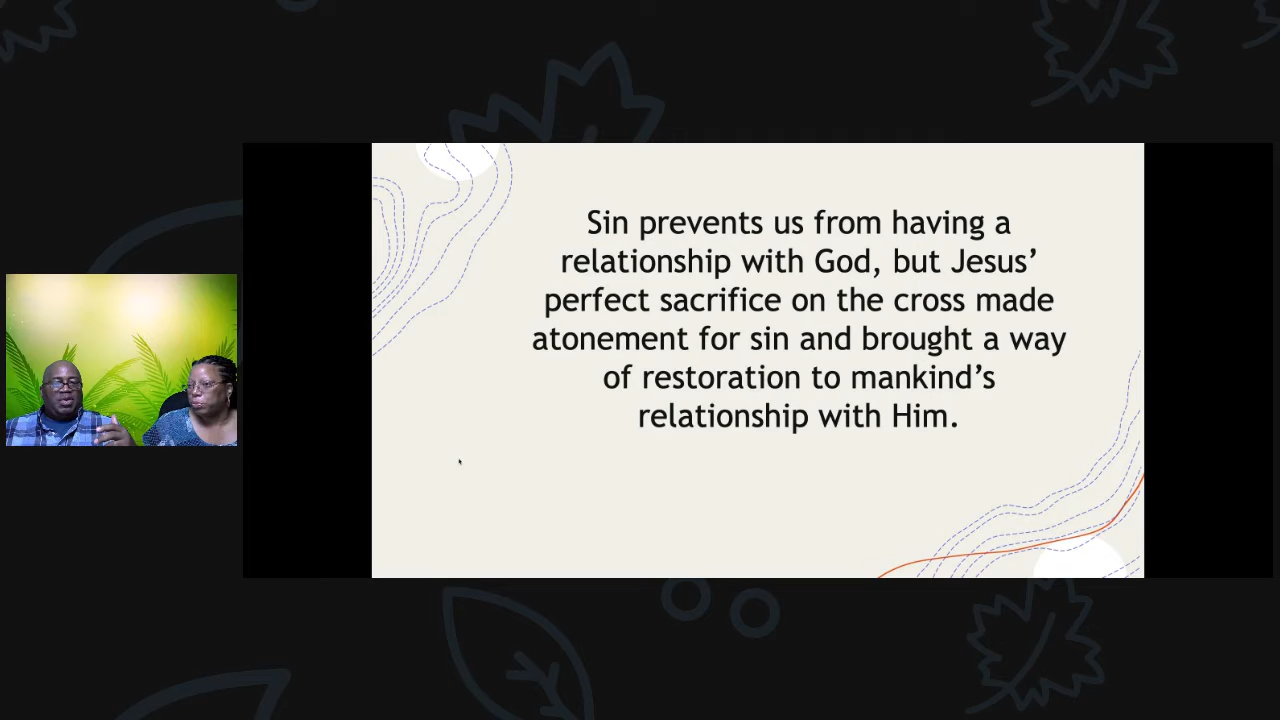 Sin prevents us from having a
relationship with God, but Jesus’
perfect sacrifice on the cross made
atonement for sin and brought a way
of restoration to mankind’s
relationship with Him.